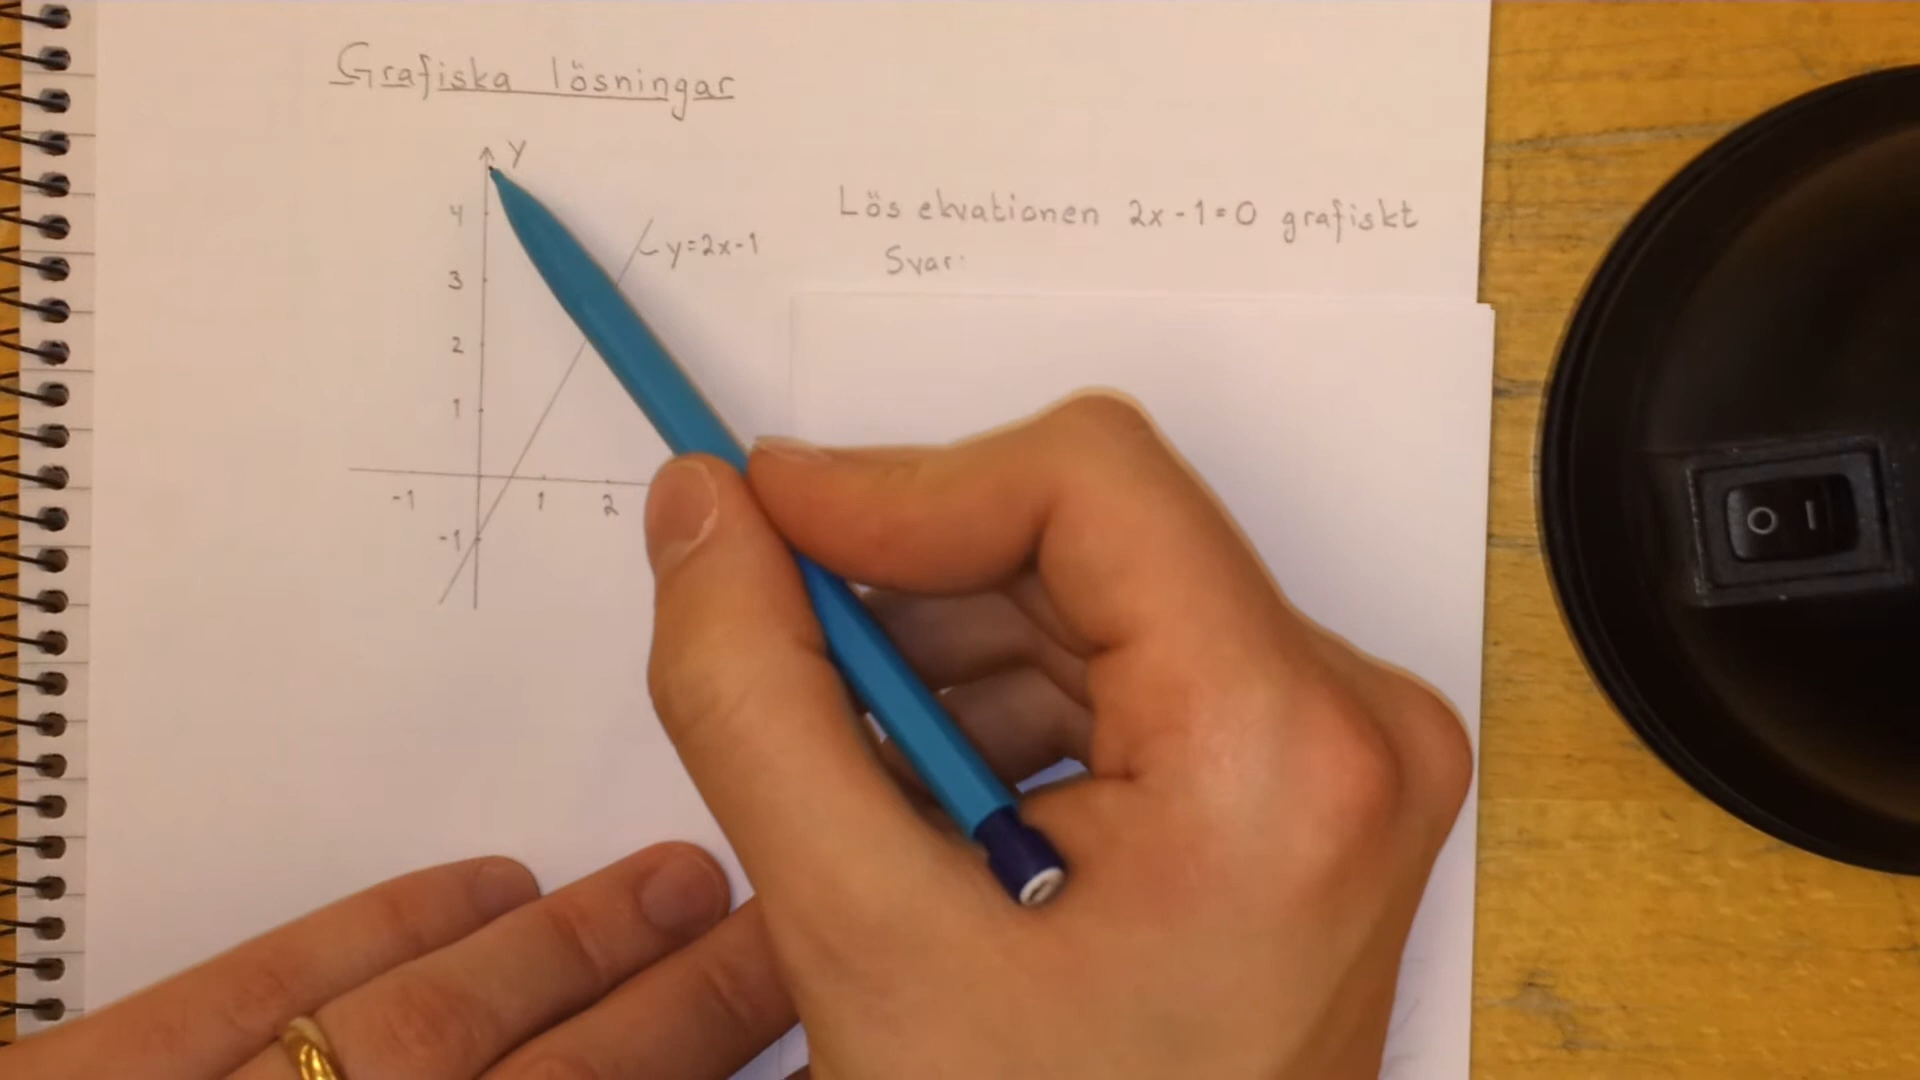 Grafiska lösningar
Y
4
y=2x-1
3
2
1
-1 1 2
-1
Lös ekvationen 2x-1=0 grafiskt
Svar:
O I